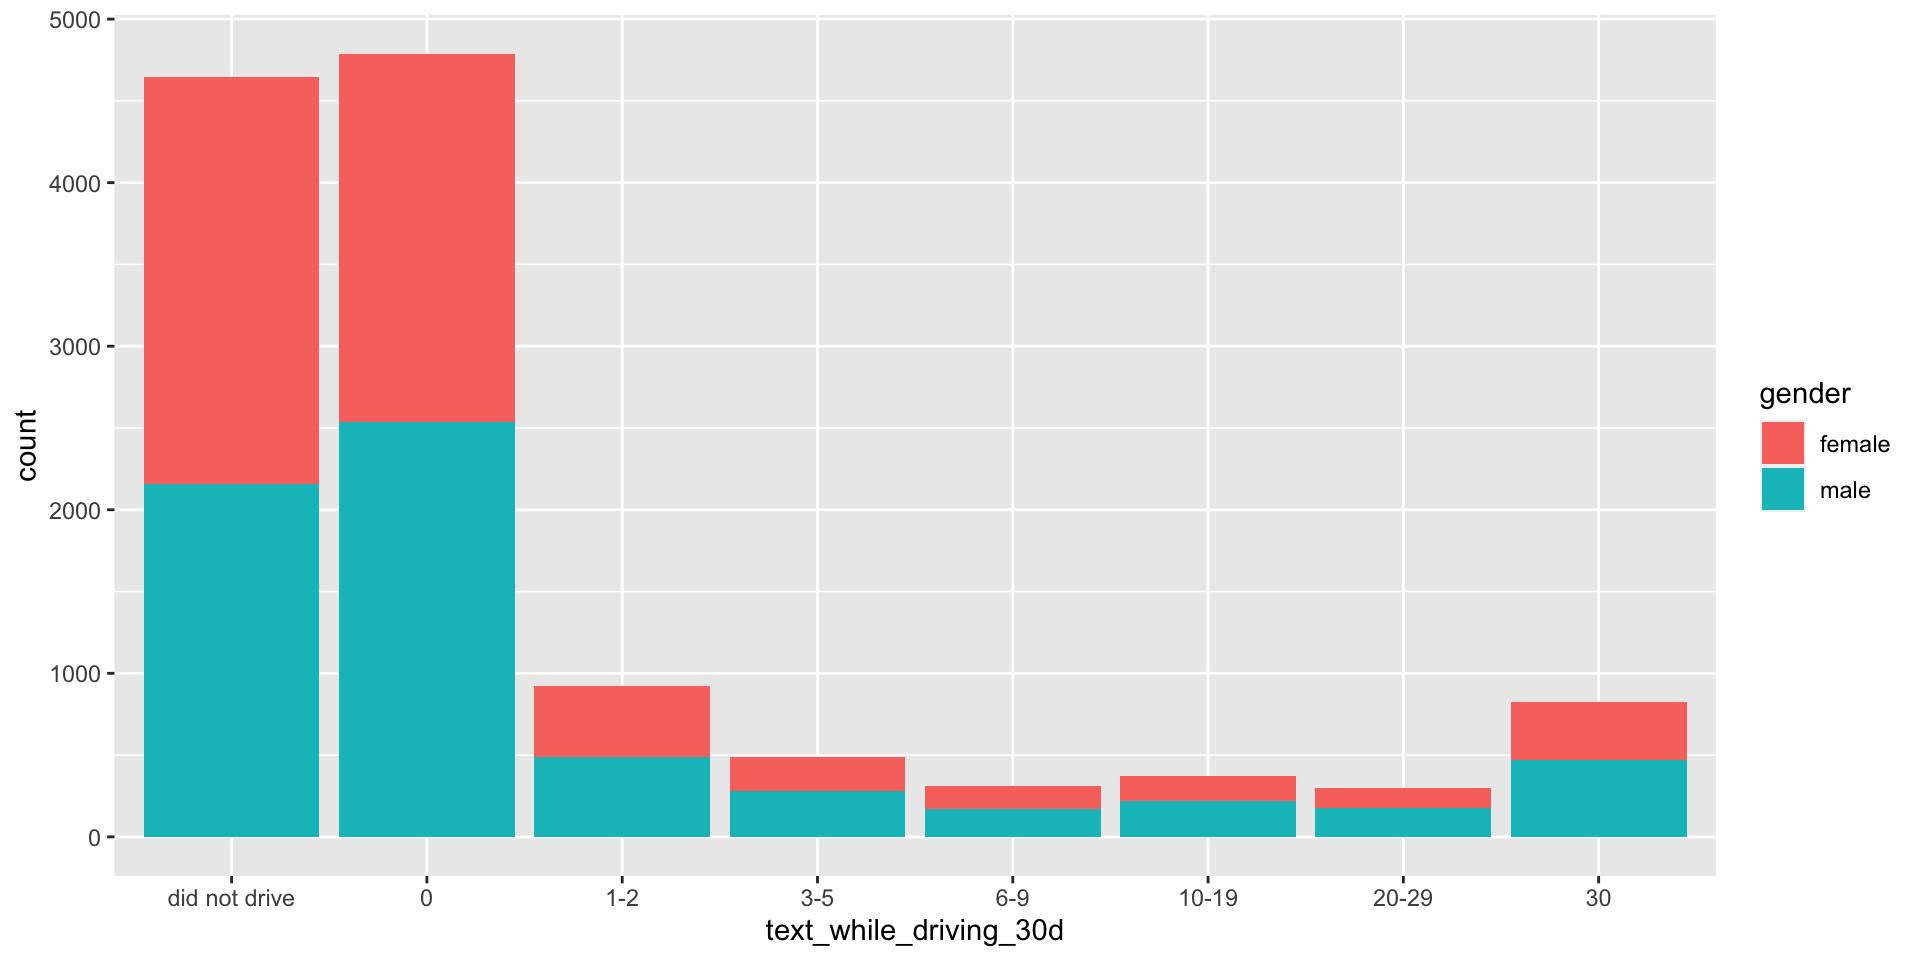 5000
4000
3000
2000
1000
0
count
did not drive 0 1-2 3-5 6-9 10-19 20-29 30
text_while_driving_30d
gender
female
male